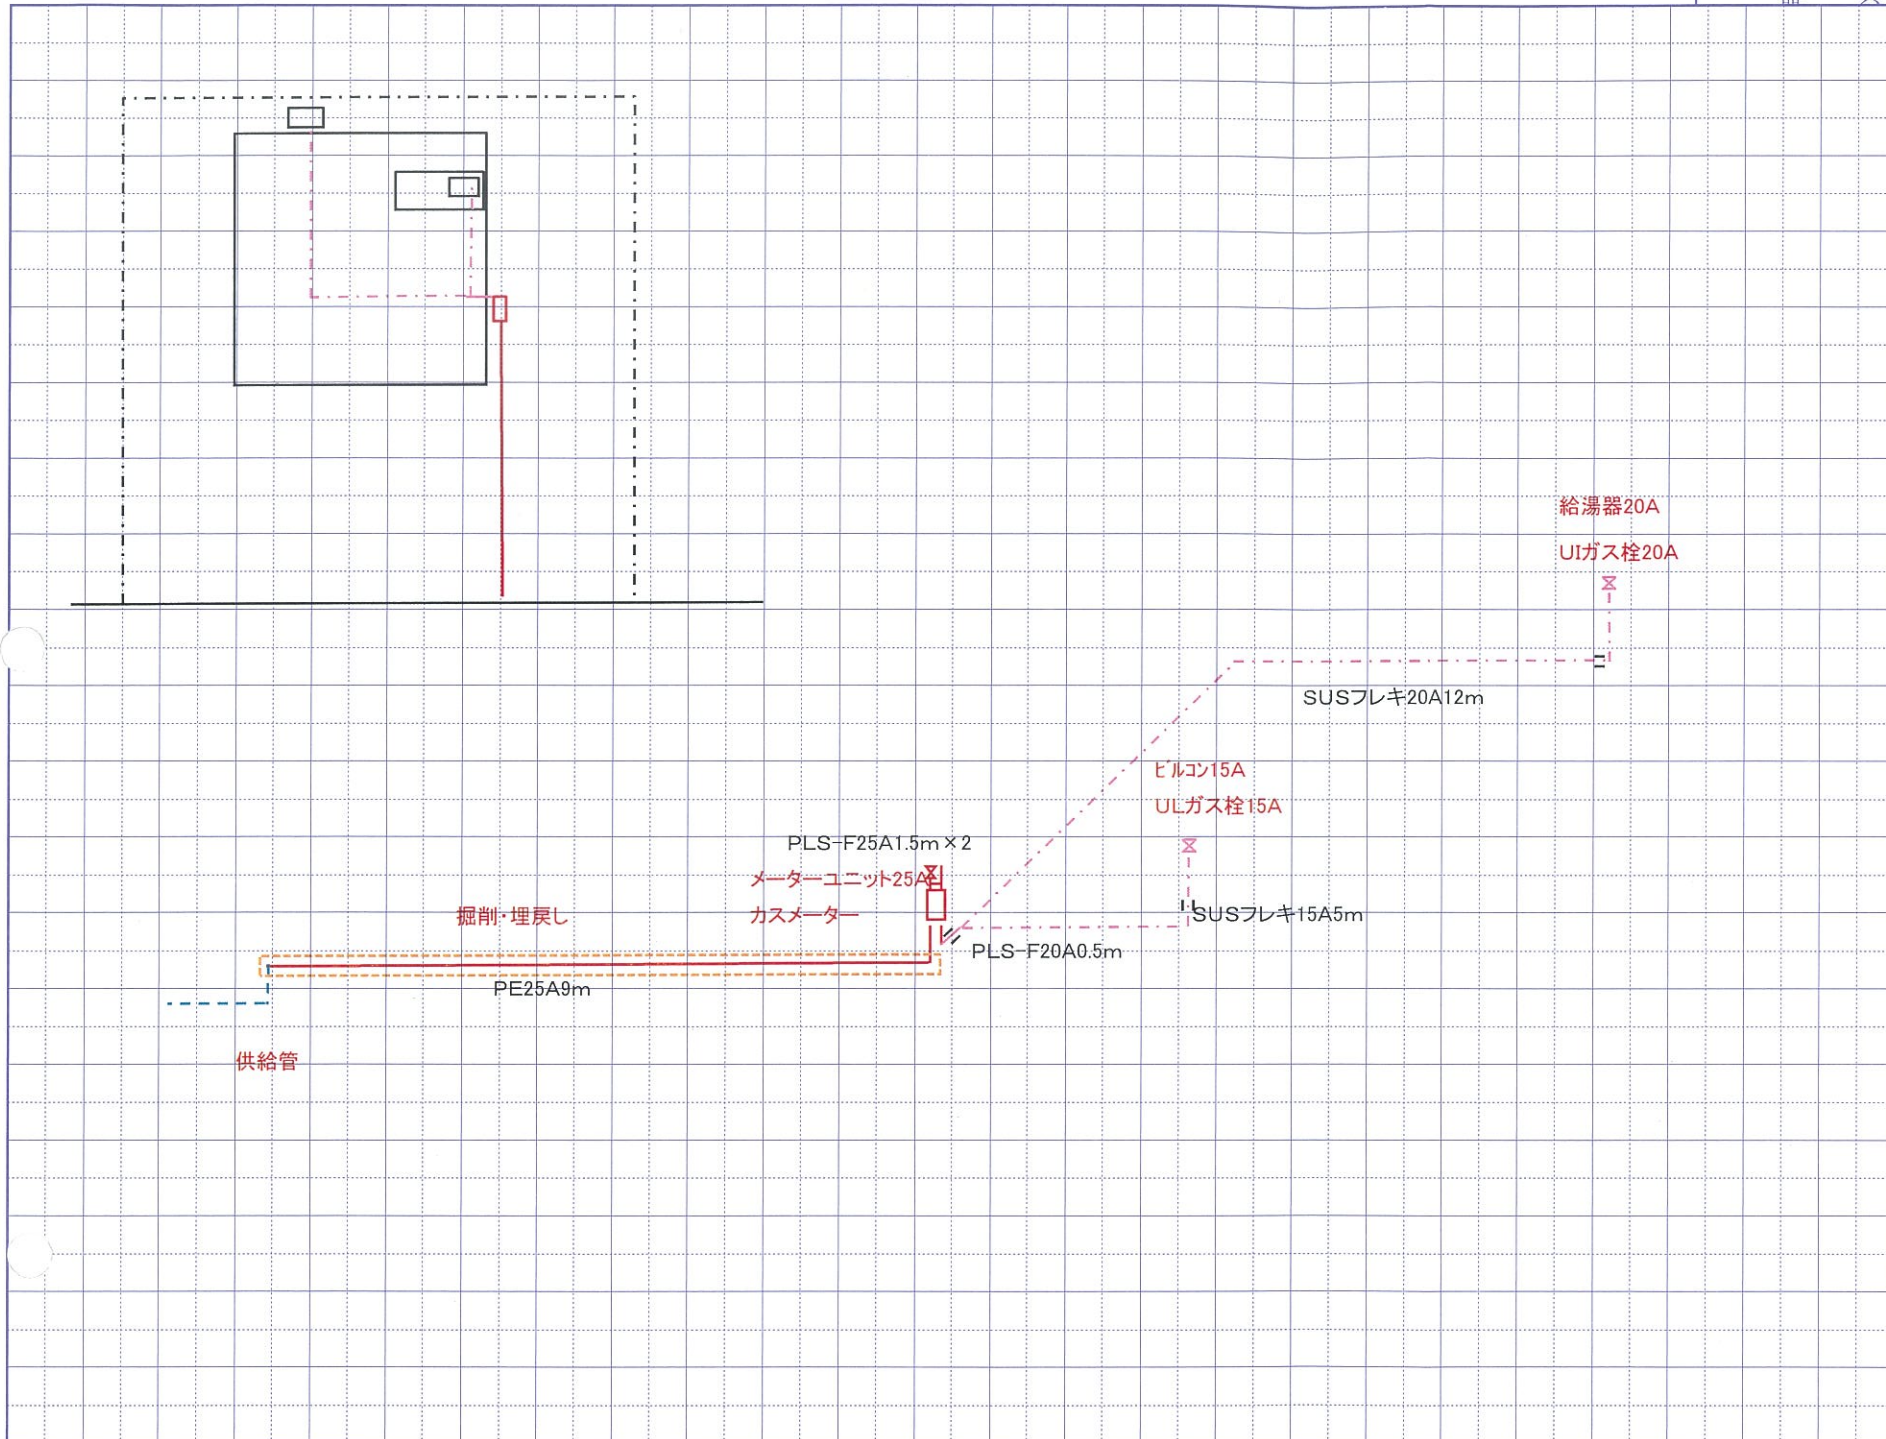 給湯器20A
UIガス栓20A
SUSフレキ20A12m
ビルコン15A
ULガス栓15A
PLS-F25A1.5m×2
メーターユニット25A
掘削・埋戻し
カスメーター
SUSフレキ15A5m
PLS-F20A0.5m
PE25A9m
供給管